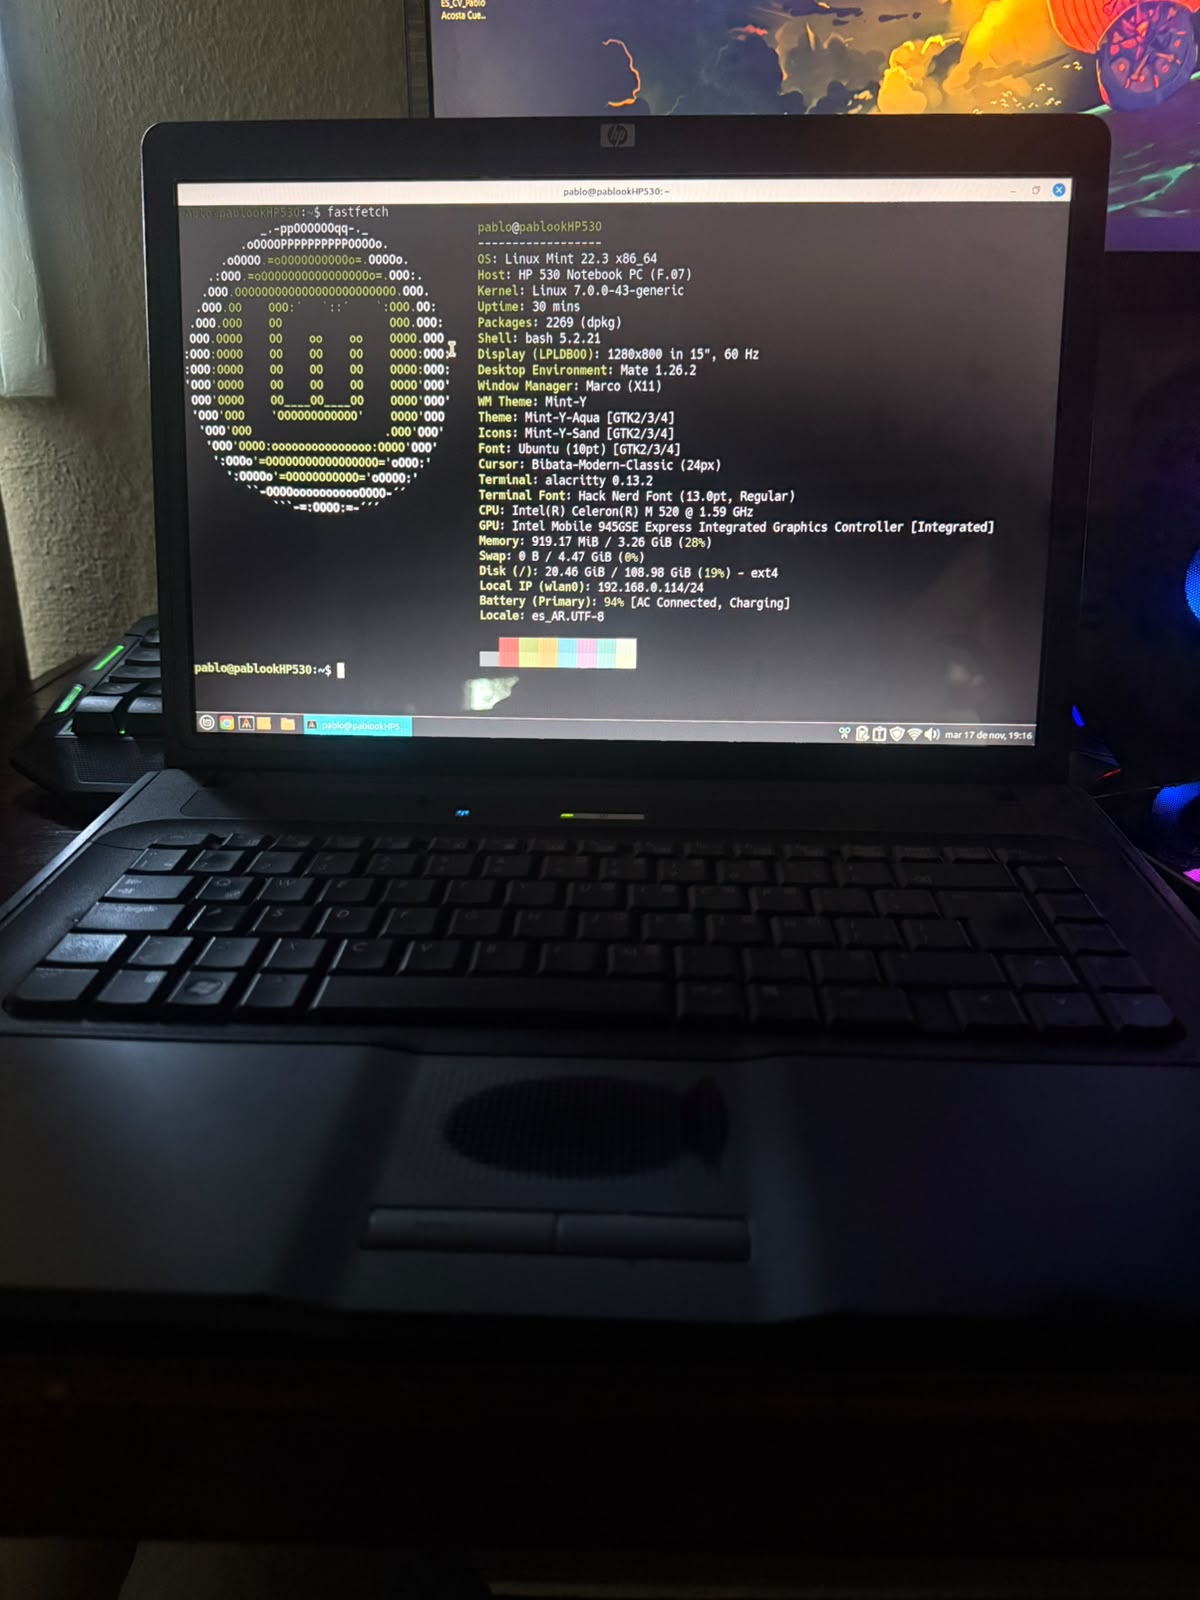 ES_CV_Pablo
Acosta Cue..
hp
pablo@pablookHP530:~
pablo@pablookHP530:~$ fastfetch
pablo@pablookHP530
------------------
OS: Linux Mint 22.3 x86_64
Host: HP 530 Notebook PC (F.07)
Kernel: Linux 7.0.0-43-generic
Uptime: 30 mins
Packages: 2269 (dpkg)
Shell: bash 5.2.21
Display (LPLDB00): 1280x800 in 15", 60 Hz
Desktop Environment: Mate 1.26.2
Window Manager: Marco (X11)
WM Theme: Mint-Y
Theme: Mint-Y-Aqua [GTK2/3/4]
Icons: Mint-Y-Sand [GTK2/3/4]
Font: Ubuntu (10pt) [GTK2/3/4]
Cursor: Bibata-Modern-Classic (24px)
Terminal: alacritty 0.13.2
Terminal Font: Hack Nerd Font (13.0pt, Regular)
CPU: Intel(R) Celeron(R) M 520 @ 1.59 GHz
GPU: Intel Mobile 945GSE Express Integrated Graphics Controller [Integrated]
Memory: 919.17 MiB / 3.26 GiB (28%)
Swap: 0 B / 4.47 GiB (0%)
Disk (/): 20.46 GiB / 108.98 GiB (19%) - ext4
Local IP (wlan0): 192.168.0.114/24
Battery (Primary): 94% [AC Connected, Charging]
Locale: es_AR.UTF-8
pablo@pablookHP530:~$
pablo@pablookHP5...
mar 17 de nov, 19:16